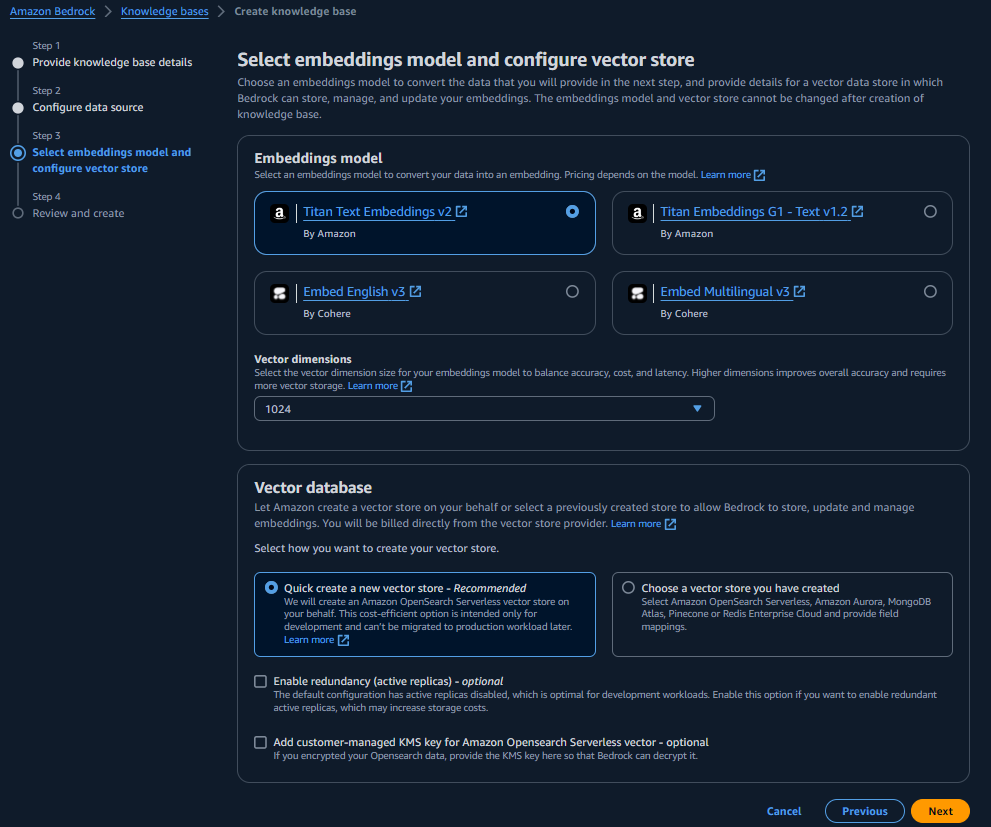 Amazon Bedrock > Knowledge bases > Create knowledge base
Step 1
Provide knowledge base details
Step 2
Configure data source
Step 3
Select embeddings model and
configure vector store
Step 4
Review and create
Select embeddings model and configure vector store
Choose an embeddings model to convert the data that you will provide in the next step, and provide details for a vector data store in which
Bedrock can store, manage, and update your embeddings. The embeddings model and vector store cannot be changed after creation of
knowledge base.
Embeddings model
Select an embeddings model to convert your data into an embedding. Pricing depends on the model. Learn more
Titan Text Embeddings v2
By Amazon
Titan Embeddings G1 - Text v1.2
By Amazon
Embed English v3
By Cohere
Embed Multilingual v3
By Cohere
Vector dimensions
Select the vector dimension size for your embeddings model to balance accuracy, cost, and latency. Higher dimensions improves overall accuracy and requires
more vector storage. Learn more
1024
Vector database
Let Amazon create a vector store on your behalf or select a previously created store to allow Bedrock to store, update and manage
embeddings. You will be billed directly from the vector store provider. Learn more
Select how you want to create your vector store.
Quick create a new vector store - Recommended
We will create an Amazon OpenSearch Serverless vector store on
your behalf. This cost-efficient option is intended only for
development and can't be migrated to production workload later.
Learn more
Choose a vector store you have created
Select Amazon OpenSearch Serverless, Amazon Aurora, MongoDB
Atlas, Pinecone or Redis Enterprise Cloud and provide field
mappings.
Enable redundancy (active replicas) - optional
The default configuration has active replicas disabled, which is optimal for development workloads. Enable this option if you want to enable redundant
active replicas, which may increase storage costs.
Add customer-managed KMS key for Amazon Opensearch Serverless vector - optional
If you encrypted your Opensearch data, provide the KMS key here so that Bedrock can decrypt it.
Cancel
Previous
Next